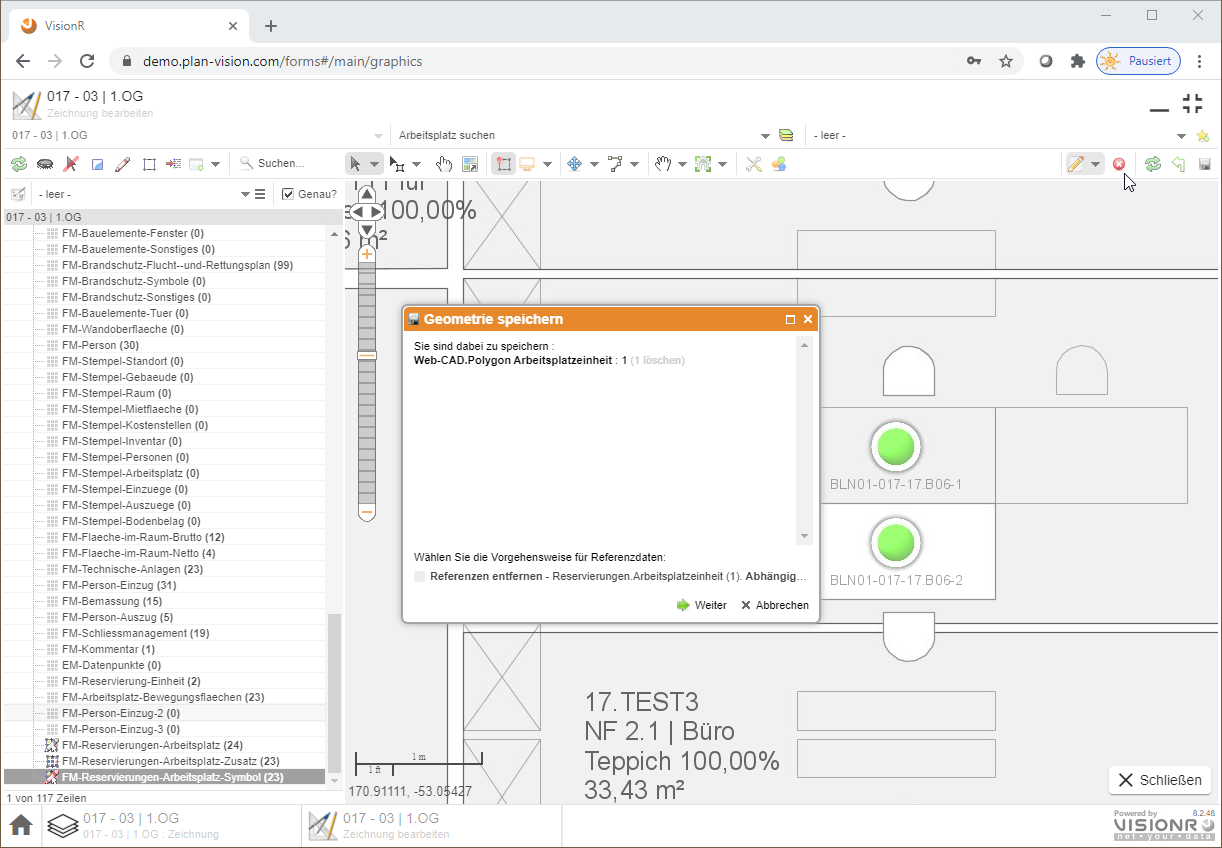 VisionR
demo.plan-vision.com/forms#/main/graphics
Pausiert
017 - 03 | 1.OG
Zeichnung bearbeiten
017 - 03 | 1.OG
Arbeitsplatz suchen
- leer -
Suchen...
- leer -
Genau?
017 - 03 | 1.OG
FM-Bauelemente-Fenster (0)
FM-Bauelemente-Sonstiges (0)
FM-Brandschutz-Flucht--und-Rettungsplan (99)
FM-Brandschutz-Symbole (0)
FM-Brandschutz-Sonstiges (0)
FM-Bauelemente-Tuer (0)
FM-Wandoberflaeche (0)
FM-Person (30)
FM-Stempel-Standort (0)
FM-Stempel-Gebaeude (0)
FM-Stempel-Raum (0)
FM-Stempel-Mietflaeche (0)
FM-Stempel-Kostenstellen (0)
FM-Stempel-Inventar (0)
FM-Stempel-Personen (0)
FM-Stempel-Arbeitsplatz (0)
FM-Stempel-Einzuege (0)
FM-Stempel-Auszuege (0)
FM-Stempel-Bodenbelag (0)
FM-Flaeche-im-Raum-Brutto (12)
FM-Flaeche-im-Raum-Netto (4)
FM-Technische-Anlagen (23)
FM-Person-Einzug (31)
FM-Bemassung (15)
FM-Person-Auszug (5)
FM-Schliessmanagement (19)
FM-Kommentar (1)
EM-Datenpunkte (0)
FM-Reservierung-Einheit (2)
FM-Arbeitsplatz-Bewegungsflaechen (23)
FM-Person-Einzug-2 (0)
FM-Person-Einzug-3 (0)
FM-Reservierungen-Arbeitsplatz (24)
FM-Reservierungen-Arbeitsplatz-Zusatz (23)
FM-Reservierungen-Arbeitsplatz-Symbol (23)
1 von 117 Zeilen
100,00%
m²
Geometrie speichern
Sie sind dabei zu speichern :
Web-CAD.Polygon Arbeitsplatzeinheit : 1 (1 löschen)
Wählen Sie die Vorgehensweise für Referenzdaten:
Referenzen entfernen - Reservierungen.Arbeitsplatzeinheit (1). Abhängig...
Weiter
Abbrechen
BLN01-017-17.B06-1
BLN01-017-17.B06-2
17.TEST3
NF 2.1 | Büro
Teppich 100,00%
33,43 m²
1 m
1 ft
170.91111, -53.05427
Schließen
017 - 03 | 1.OG
017 - 03 | 1.OG : Zeichnung
017 - 03 | 1.OG
Zeichnung bearbeiten
Powered by
8.2.48
VISIONR
net•your•data